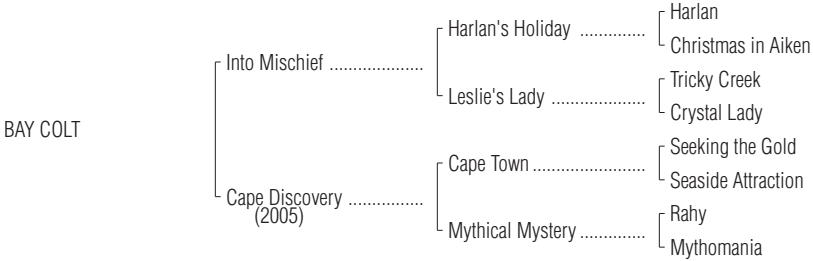 Harlan
Harlan's Holiday ..............
Christmas in Aiken
Into Mischief ....................
Tricky Creek
Leslie's Lady ....................
Crystal Lady
BAY COLT
Seeking the Gold
Cape Town ........................
Seaside Attraction
Cape Discovery ................
(2005)
Rahy
Mythical Mystery ..............
Mythomania